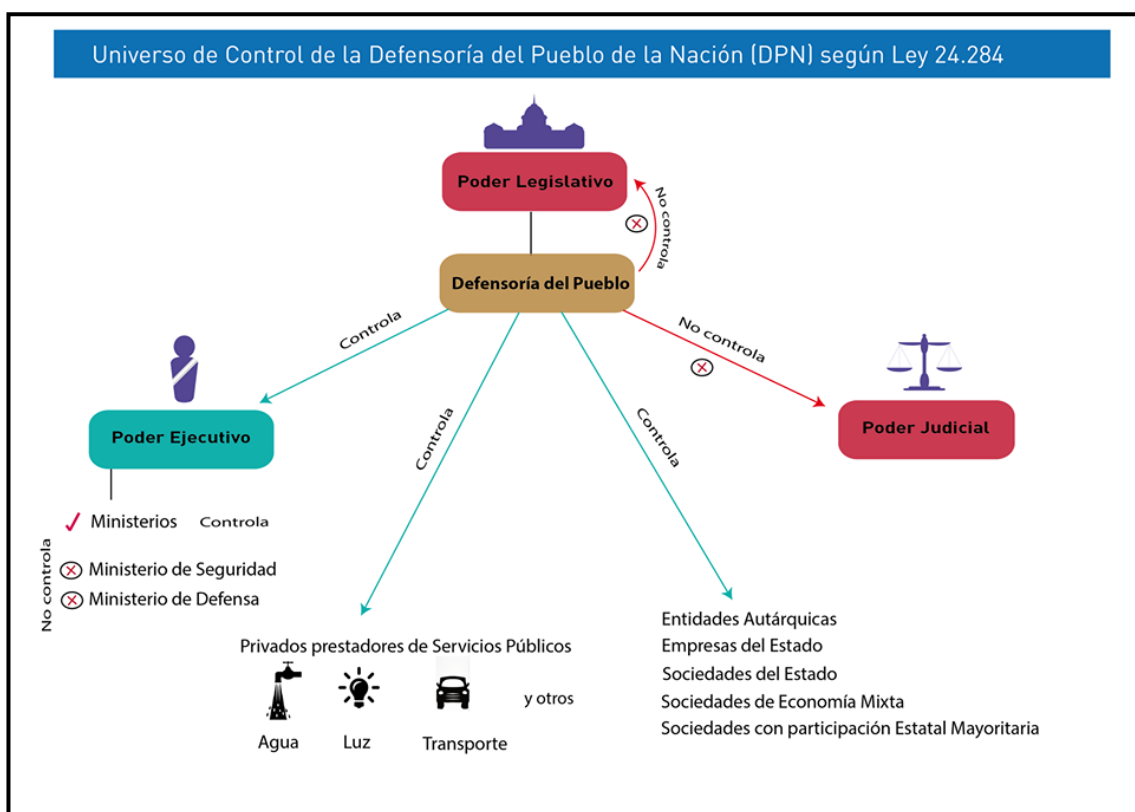 Universo de Control de la Defensoría del Pueblo de la Nación (DPN) según Ley 24.284
Poder Legislativo
No controla
Defensoría del Pueblo
Controla
No controla
Controla
Controla
Poder Ejecutivo
Poder Judicial
Ministerios Controla
No controla
Ministerio de Seguridad
Ministerio de Defensa
Privados prestadores de Servicios Públicos
y otros
Agua Luz Transporte
Entidades Autárquicas
Empresas del Estado
Sociedades del Estado
Sociedades de Economía Mixta
Sociedades con participación Estatal Mayoritaria